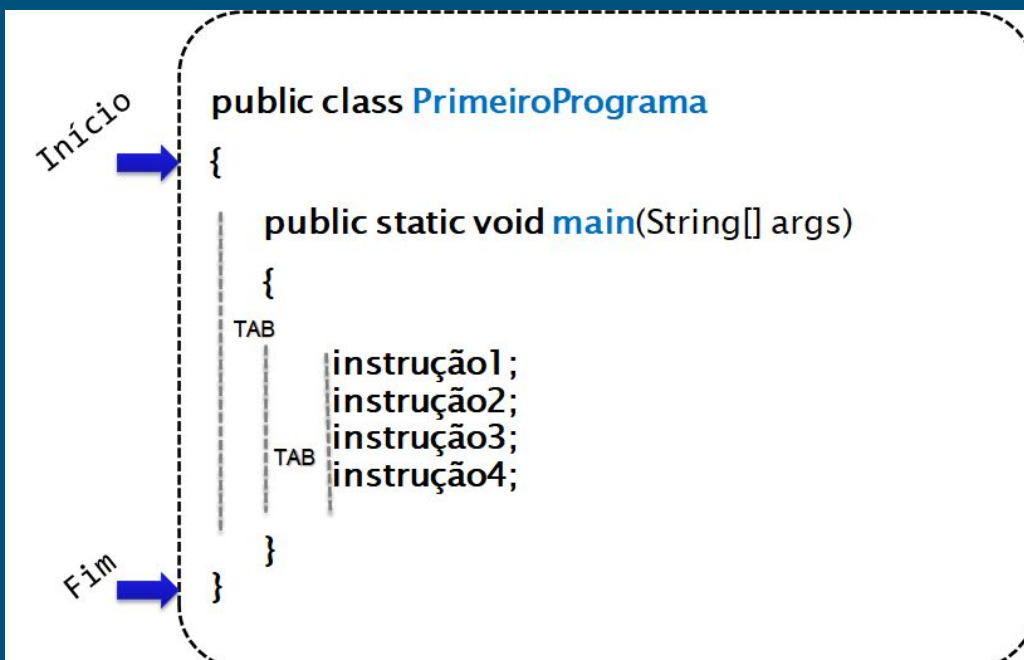 Início
public class PrimeiroPrograma
{
public static void main(String[] args)
{
TAB
instrução1;
instrução2;
instrução3;
TAB
instrução4;
}
Fim
}